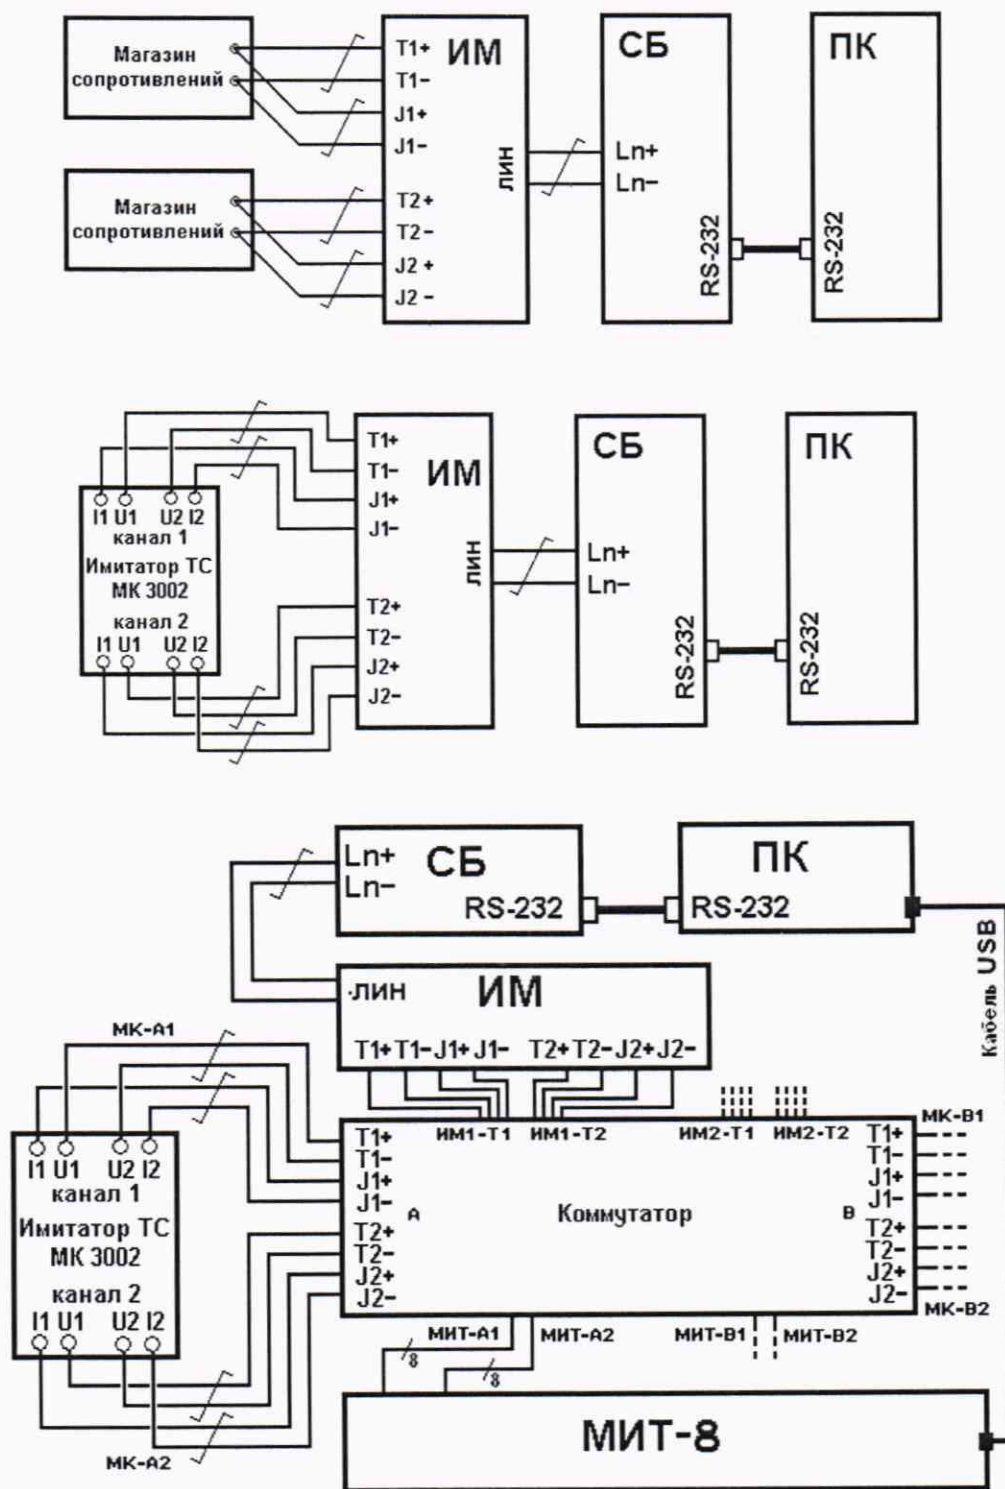 Магазин
сопротивлений
T1+
T1–
J1+
J1–
ИМ
ЛИН
СБ
Ln+
Ln–
RS-232
ПК
RS-232
Магазин
сопротивлений
T2+
T2–
J2+
J2–
I1 U1 U2 I2
канал 1
Имитатор ТС
МК 3002
канал 2
I1 U1 U2 I2
T1+
T1–
J1+
J1–
ИМ
ЛИН
T2+
T2–
J2+
J2–
СБ
Ln+
Ln–
RS-232
ПК
RS-232
Ln+
Ln–
СБ
RS-232
ПК
RS-232
Кабель USB
ЛИН
ИМ
T1+ T1– J1+ J1– T2+ T2– J2+ J2–
МК-А1
I1 U1 U2 I2
канал 1
Имитатор ТС
МК 3002
канал 2
I1 U1 U2 I2
МК-А2
ИМ1-Т1 ИМ1-Т2 ИМ2-Т1 ИМ2-Т2
T1+
T1–
J1+
J1–
T2+
T2–
J2+
J2–
А Коммутатор В
МК-В1
T1+
T1–
J1+
J1–
T2+
T2–
J2+
J2–
МК-В2
МИТ-А1 МИТ-А2 МИТ-В1 МИТ-В2
8
8
МИТ-8